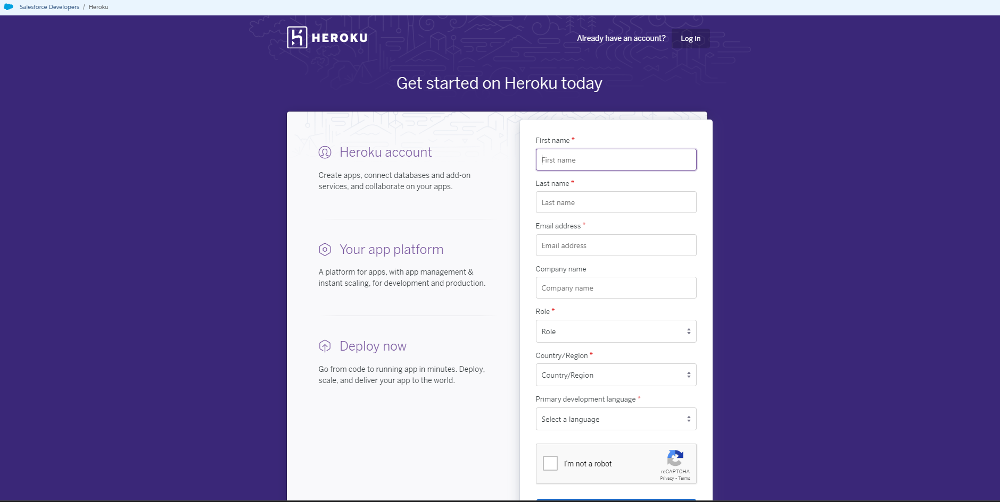 Salesforce Developers / Heroku
HEROKU
Already have an account? Log in
Get started on Heroku today
Heroku account
Create apps, connect databases and add-on
services, and collaborate on your apps.
Your app platform
A platform for apps, with app management &
instant scaling, for development and production.
Deploy now
Go from code to running app in minutes. Deploy,
scale, and deliver your app to the world.
First name *
First name
Last name *
Last name
Email address *
Email address
Company name
Company name
Role *
Role
Country/Region *
Country/Region
Primary development language *
Select a language
I'm not a robot
reCAPTCHA
Privacy - Terms